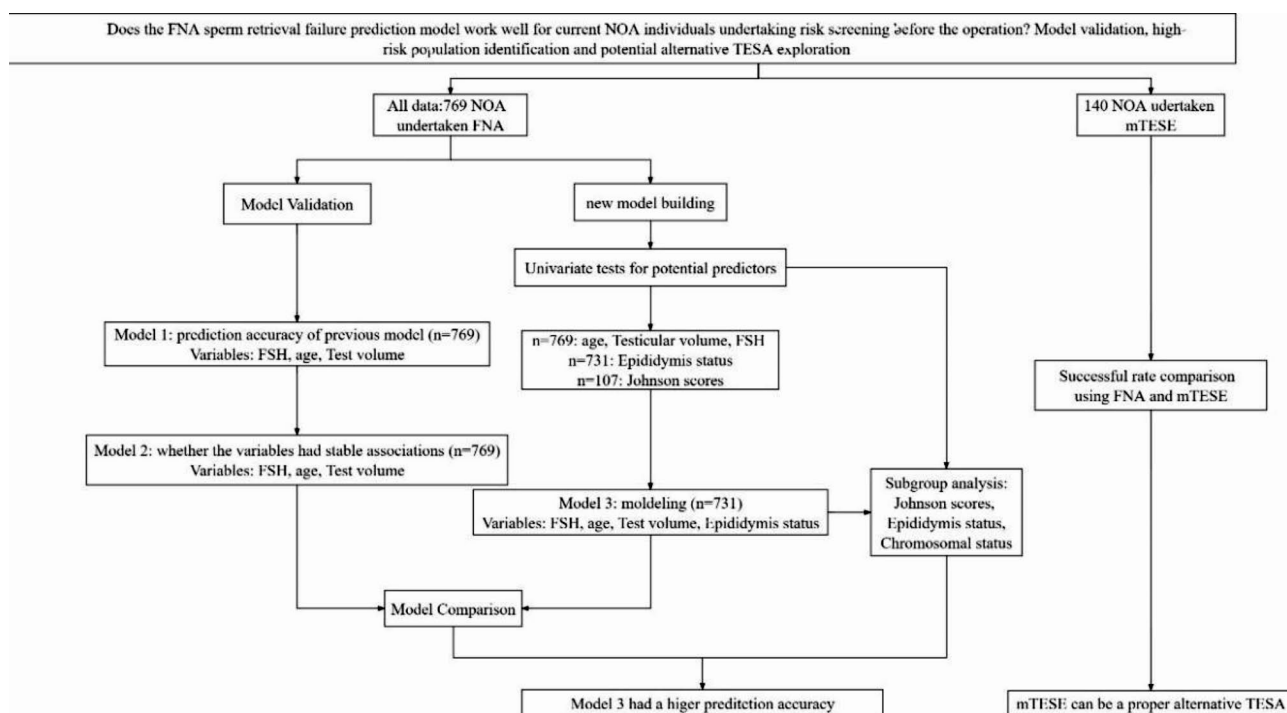 Does the FNA sperm retrieval failure prediction model work well for current NOA individuals undertaking risk screening before the operation? Model validation, high-
risk population identification and potential alternative TESA exploration
All data:769 NOA
undertaken FNA
140 NOA udertaken
mTESE
Model Validation
new model building
Univariate tests for potential predictors
Model 1: prediction accuracy of previous model (n=769)
Variables: FSH, age, Test volume
n=769: age, Testicular volume, FSH
n=731: Epididymis status
n=107: Johnson scores
Successful rate comparison
using FNA and mTESE
Model 2: whether the variables had stable associations (n=769)
Variables: FSH, age, Test volume
Model 3: moldeling (n=731)
Variables: FSH, age, Test volume, Epididymis status
Subgroup analysis:
Johnson scores,
Epididymis status,
Chromosomal status
Model Comparison
Model 3 had a higer preditction accuracy
mTESE can be a proper alternative TESA